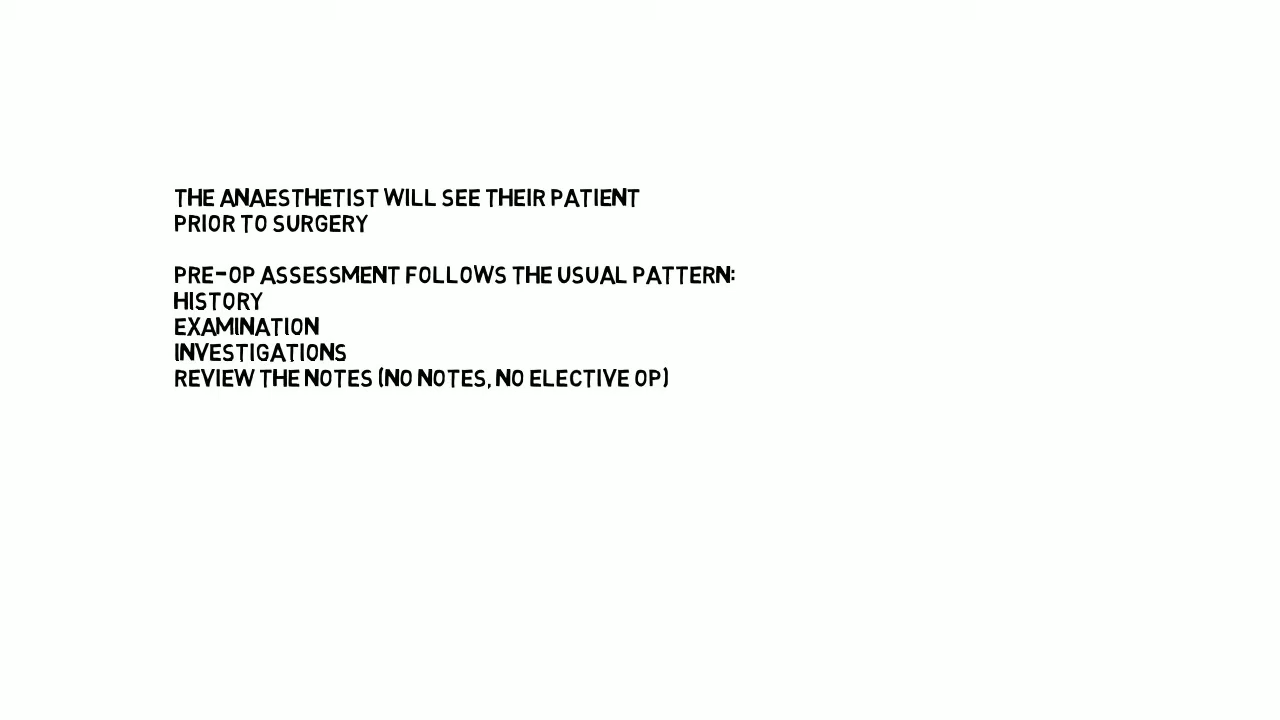 THE ANAESTHETIST WILL SEE THEIR PATIENT
PRIOR TO SURGERY
PRE-OP ASSESSMENT FOLLOWS THE USUAL PATTERN:
HISTORY
EXAMINATION
INVESTIGATIONS
REVIEW THE NOTES (NO NOTES, NO ELECTIVE OP)